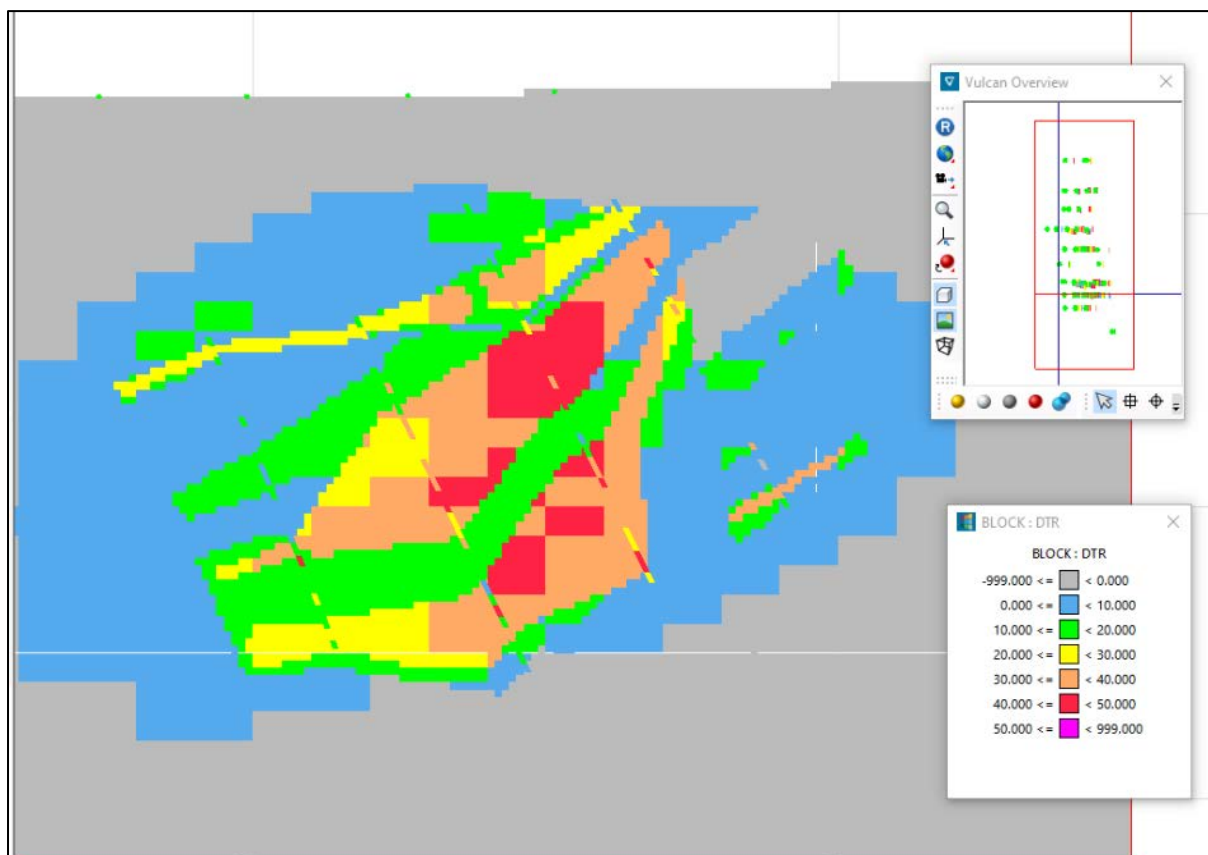 Vulcan Overview
R
BLOCK : DTR
BLOCK : DTR
-999.000 <= < 0.000
0.000 <= < 10.000
10.000 <= < 20.000
20.000 <= < 30.000
30.000 <= < 40.000
40.000 <= < 50.000
50.000 <= < 999.000